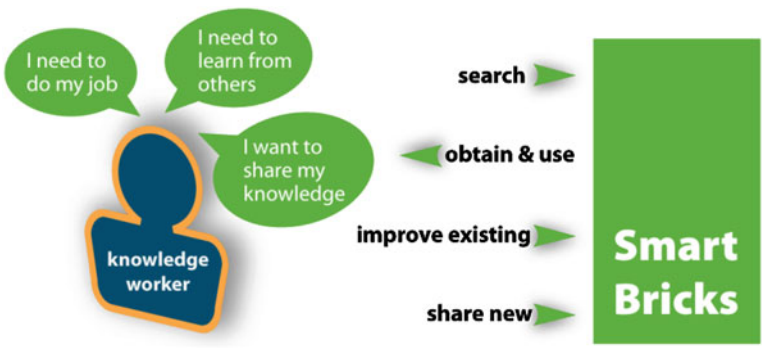 I need to
do my job
I need to
learn from
others
I want to
share my
knowledge
knowledge
worker
search
obtain & use
improve existing
share new
Smart
Bricks